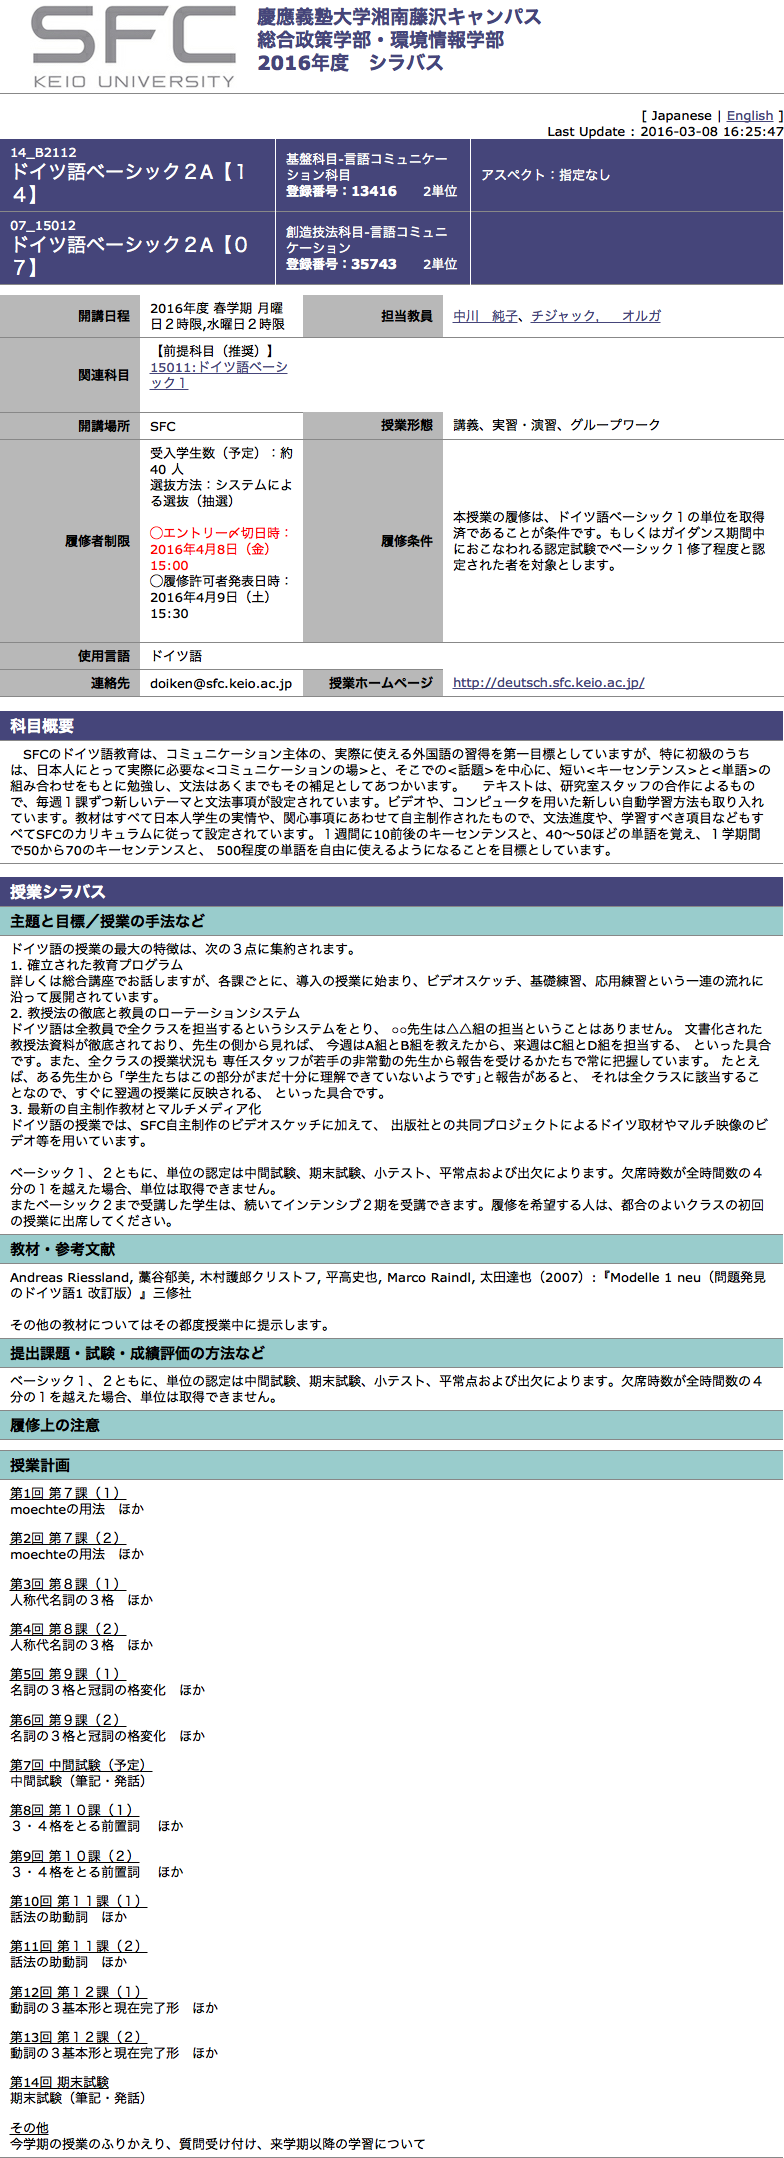 SFC
KEIO UNIVERSITY
慶應義塾大学湘南藤沢キャンパス
総合政策学部・環境情報学部
2016年度　シラバス
[ Japanese | English ]
Last Update : 2016-03-08 16:25:47
14_B2112
ドイツ語ベーシック２A【１
４】
基盤科目-言語コミュニケー
ション科目
登録番号：13416　　2単位
アスペクト：指定なし
07_15012
ドイツ語ベーシック２A【０
７】
創造技法科目-言語コミュニ
ケーション
登録番号：35743　　2単位
開講日程
2016年度 春学期 月曜
日２時限,水曜日２時限
担当教員
中川　純子、チジャック,　オルガ
関連科目
【前提科目（推奨）】
15011:ドイツ語ベーシ
ック１
開講場所
SFC
授業形態
講義、実習・演習、グループワーク
履修者制限
受入学生数（予定）：約
40 人
選抜方法：システムによ
る選抜（抽選）
◯エントリー〆切日時：
2016年4月8日（金）
15:00
◯履修許可者発表日時：
2016年4月9日（土）
15:30
履修条件
本授業の履修は、ドイツ語ベーシック１の単位を取得
済であることが条件です。もしくはガイダンス期間中
におこなわれる認定試験でベーシック１修了程度と認
定された者を対象とします。
使用言語
ドイツ語
連絡先
doiken@sfc.keio.ac.jp
授業ホームページ
http://deutsch.sfc.keio.ac.jp/
科目概要
　SFCのドイツ語教育は、コミュニケーション主体の、実際に使える外国語の習得を第一目標としていますが、特に初級のうち
は、日本人にとって実際に必要な<コミュニケーションの場>と、そこでの<話題>を中心に、短い<キーセンテンス>と<単語>の
組み合わせをもとに勉強し、文法はあくまでもその補足としてあつかいます。　 テキストは、研究室スタッフの合作によるもの
で、毎週１課ずつ新しいテーマと文法事項が設定されています。ビデオや、コンピュータを用いた新しい自動学習方法も取り入れ
ています。教材はすべて日本人学生の実情や、関心事項にあわせて自主制作されたもので、文法進度や、学習すべき項目などもす
べてSFCのカリキュラムに従って設定されています。１週間に10前後のキーセンテンスと、40～50ほどの単語を覚え、１学期間
で50から70のキーセンテンスと、 500程度の単語を自由に使えるようになることを目標としています。
授業シラバス
主題と目標／授業の手法など
ドイツ語の授業の最大の特徴は、次の３点に集約されます。
1. 確立された教育プログラム
詳しくは総合講座でお話しますが、各課ごとに、導入の授業に始まり、ビデオスケッチ、基礎練習、応用練習という一連の流れに
沿って展開されています。
2. 教授法の徹底と教員のローテーションシステム
ドイツ語は全教員で全クラスを担当するというシステムをとり、 ○○先生は△△組の担当ということはありません。 文書化された
教授法資料が徹底されており、先生の側から見れば、 今週はA組とB組を教えたから、来週はC組とD組を担当する、 といった具合
です。また、全クラスの授業状況も 専任スタッフが若手の非常勤の先生から報告を受けるかたちで常に把握しています。 たとえ
ば、ある先生から「学生たちはこの部分がまだ十分に理解できていないようです｣と報告があると、 それは全クラスに該当するこ
となので、すぐに翌週の授業に反映される、 といった具合です。
3. 最新の自主制作教材とマルチメディア化
ドイツ語の授業では、SFC自主制作のビデオスケッチに加えて、 出版社との共同プロジェクトによるドイツ取材やマルチ映像のビ
デオ等を用いています。
ベーシック１、２ともに、単位の認定は中間試験、期末試験、小テスト、平常点および出欠によります。欠席時数が全時間数の４
分の１を越えた場合、単位は取得できません。
またベーシック２まで受講した学生は、続いてインテンシブ２期を受講できます。履修を希望する人は、都合のよいクラスの初回
の授業に出席してください。
教材・参考文献
Andreas Riessland, 藁谷郁美, 木村護郎クリストフ, 平高史也, Marco Raindl, 太田達也（2007）:『Modelle 1 neu（問題発見
のドイツ語1 改訂版）』三修社
その他の教材についてはその都度授業中に提示します。
提出課題・試験・成績評価の方法など
ベーシック１、２ともに、単位の認定は中間試験、期末試験、小テスト、平常点および出欠によります。欠席時数が全時間数の４
分の１を越えた場合、単位は取得できません。
履修上の注意
授業計画
第1回 第７課（１）
moechteの用法　ほか
第2回 第７課（２）
moechteの用法　ほか
第3回 第８課（１）
人称代名詞の３格　ほか
第4回 第８課（２）
人称代名詞の３格　ほか
第5回 第９課（１）
名詞の３格と冠詞の格変化　ほか
第6回 第９課（２）
名詞の３格と冠詞の格変化　ほか
第7回 中間試験（予定）
中間試験（筆記・発話）
第8回 第１０課（１）
３・４格をとる前置詞　 ほか
第9回 第１０課（２）
３・４格をとる前置詞　 ほか
第10回 第１１課（１）
話法の助動詞　ほか
第11回 第１１課（２）
話法の助動詞　ほか
第12回 第１２課（１）
動詞の３基本形と現在完了形　ほか
第13回 第１２課（２）
動詞の３基本形と現在完了形　ほか
第14回 期末試験
期末試験（筆記・発話）
その他
今学期の授業のふりかえり、質問受け付け、来学期以降の学習について